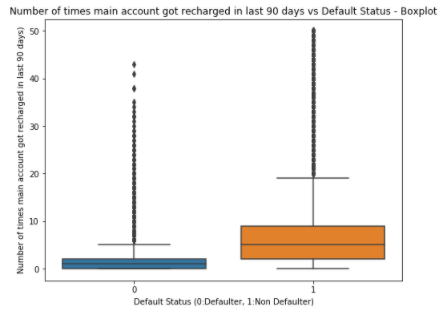 Number of times main account got recharged in last 90 days vs Default Status - Boxplot
Number of times main account got recharged in last 90 days)
50
40
30
20
10
0
0
1
Default Status (0:Defaulter, 1:Non Defaulter)